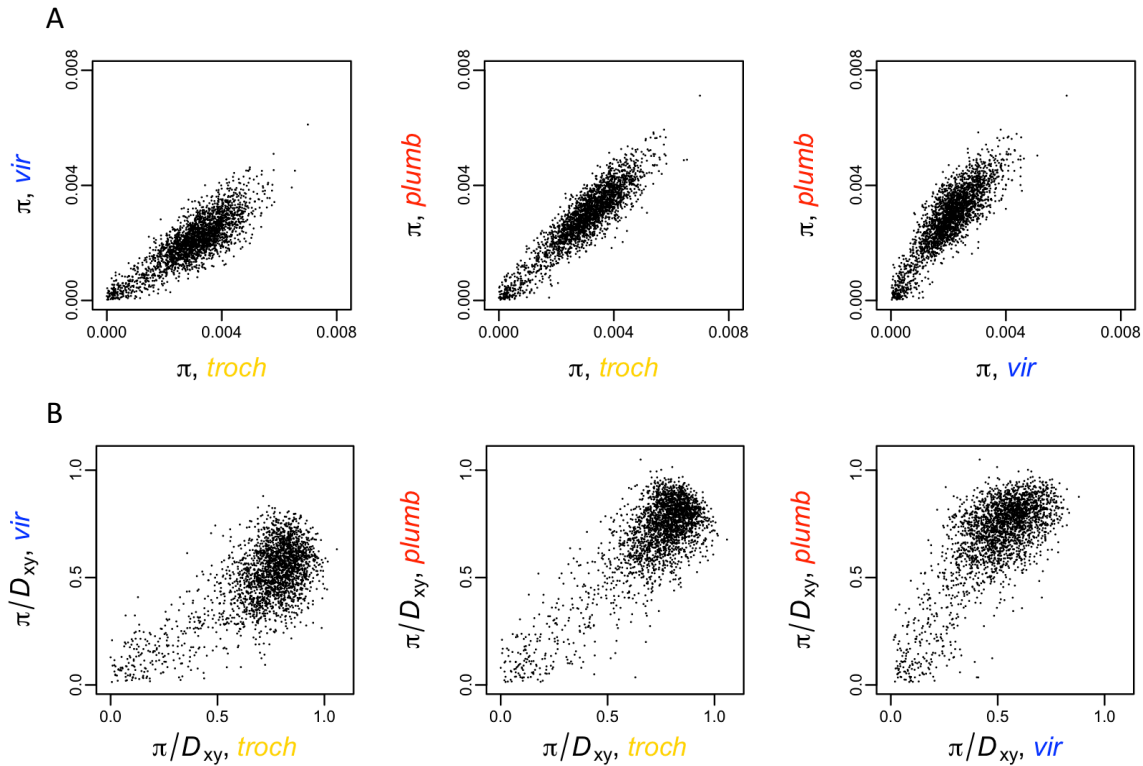 A
0.008
0.004
0.000
π, vir
0.000 0.004 0.008
π, troch
0.008
0.004
0.000
π, plumb
0.000 0.004 0.008
π, troch
0.008
0.004
0.000
π, plumb
0.000 0.004 0.008
π, vir
B
1.0
0.5
0.0
π/Dxy, vir
0.0 0.5 1.0
π/Dxy, troch
1.0
0.5
0.0
π/Dxy, plumb
0.0 0.5 1.0
π/Dxy, troch
1.0
0.5
0.0
π/Dxy, plumb
0.0 0.5 1.0
π/Dxy, vir